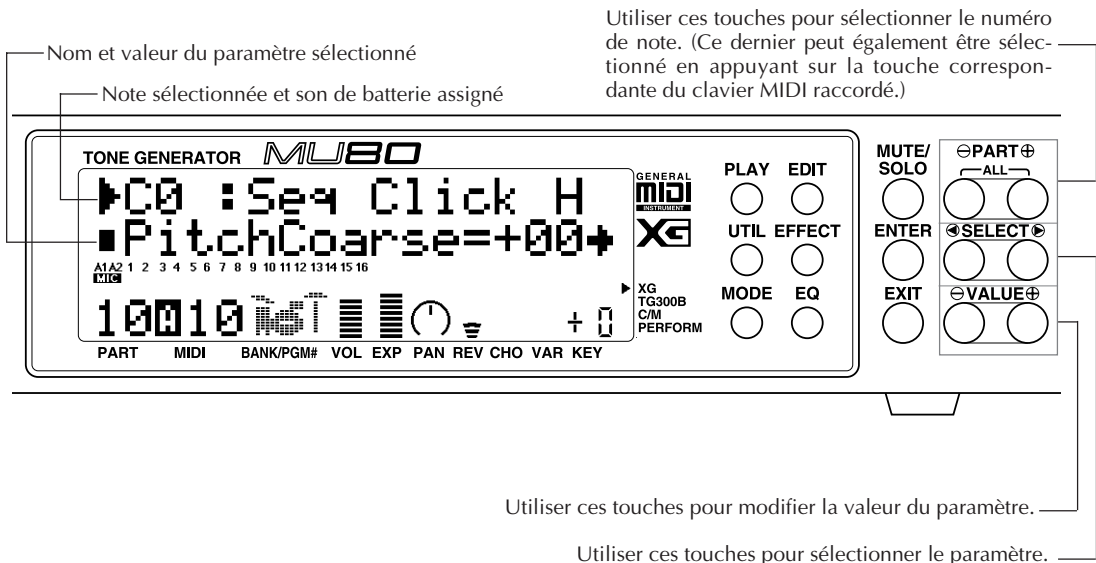 Utiliser ces touches pour sélectionner le numéro
de note. (Ce dernier peut également être sélec-
tionné en appuyant sur la touche correspon-
dante du clavier MIDI raccordé.)
Nom et valeur du paramètre sélectionné
Note sélectionnée et son de batterie assigné
TONE GENERATOR MU80
C0 :Seq Click H
PitchCoarse=+00
A1 A2 1 2 3 4 5 6 7 8 9 10 11 12 13 14 15 16
MIC
10 10 + 0
PART MIDI BANK/PGM# VOL EXP PAN REV CHO VAR KEY
GENERAL
MIDI
INSTRUMENT
XG
XG
TG300B
C/M
PERFORM
PLAY EDIT
UTIL EFFECT
MODE EQ
MUTE/
SOLO
ENTER
EXIT
⊖PART⊕
ALL
◀SELECT▶
⊖VALUE⊕
Utiliser ces touches pour modifier la valeur du paramètre.
Utiliser ces touches pour sélectionner le paramètre.